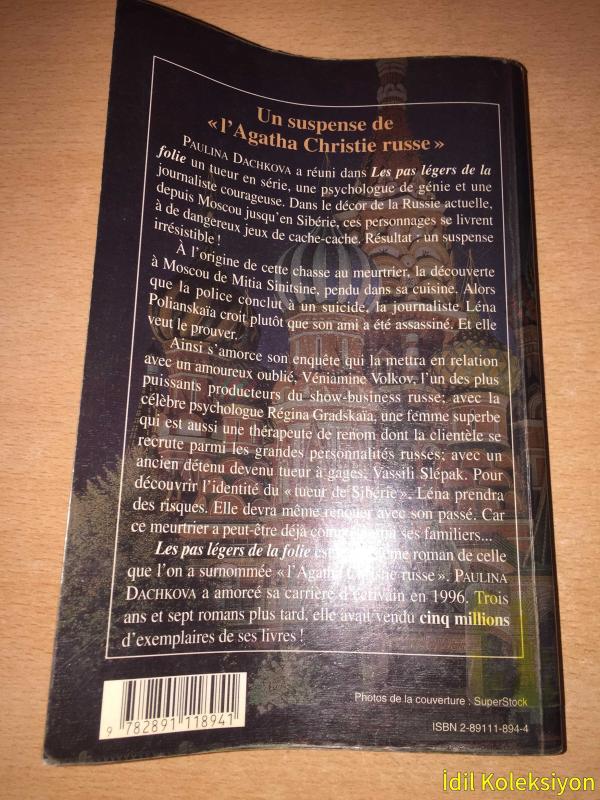 Un suspense de
« l'Agatha Christie russe »
PAULINA DACHKOVA a réuni dans Les pas légers de la
folie un tueur en série, une psychologue de génie et une
journaliste courageuse. Dans le décor de la Russie actuelle,
depuis Moscou jusqu'en Sibérie, ces personnages se livrent
à de dangereux jeux de cache-cache. Résultat : un suspense
irrésistible !
À l'origine de cette chasse au meurtrier, la découverte
à Moscou de Mitia Sinitsine, pendu dans sa cuisine. Alors
que la police conclut à un suicide, la journaliste Léna
Polianskaïa croit plutôt que son ami a été assassiné. Et elle
veut le prouver.
Ainsi s'amorce son enquête qui la mettra en relation
avec un amoureux oublié, Véniamine Volkov, l'un des plus
puissants producteurs du show-business russe; avec la
célèbre psychologue Régina Gradskaïa, une femme superbe
qui est aussi une thérapeute de renom dont la clientèle se
recrute parmi les grandes personnalités russes; avec un
ancien détenu devenu tueur à gages, Vassili Slépak. Pour
découvrir l'identité du « tueur de Sibérie », Léna prendra
des risques. Elle devra même renouer avec son passé. Car
ce meurtrier a peut-être déjà ses familiers...
Les pas légers de la folie est roman de celle
que l'on a surnommée « l'Agatha Christie russe ». PAULINA
DACHKOVA a amorcé sa carrière d'écrivain en 1996. Trois
ans et sept romans plus tard, elle avait vendu cinq millions
d'exemplaires de ses livres !
Photos de la couverture : SuperStock
9 782891 118941
ISBN 2-89111-894-4
İdil Koleksiyon